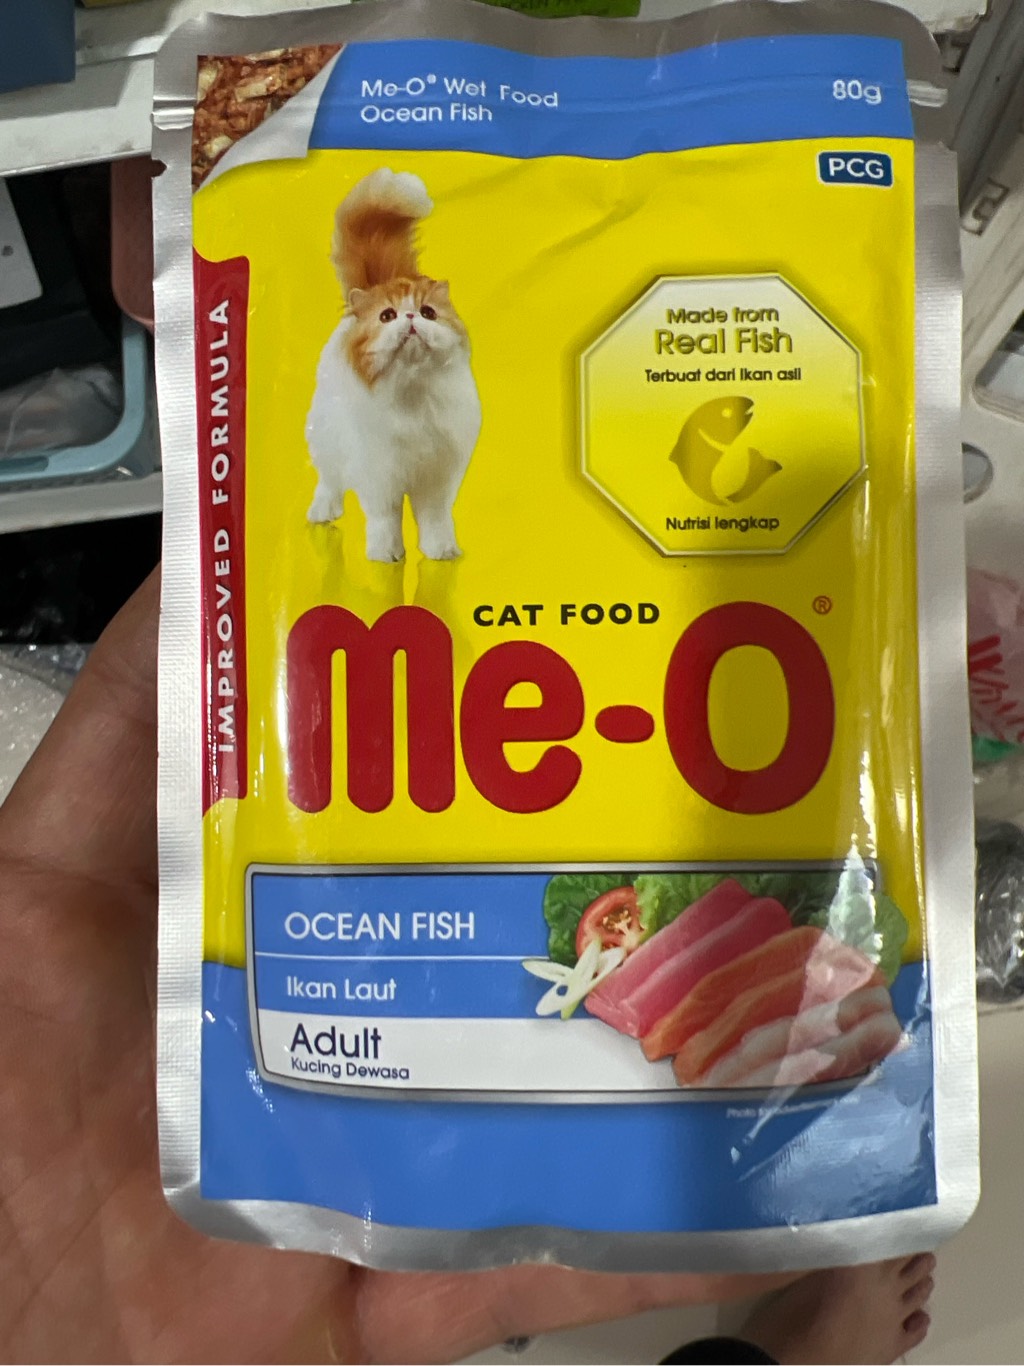 Me-O® Wet Food
Ocean Fish
80g
PCG
IMPROVED FORMULA
Made from
Real Fish
Terbuat dari ikan asli
Nutrisi lengkap
CAT FOOD
Me-O®
OCEAN FISH
Ikan Laut
Adult
Kucing Dewasa
Photo